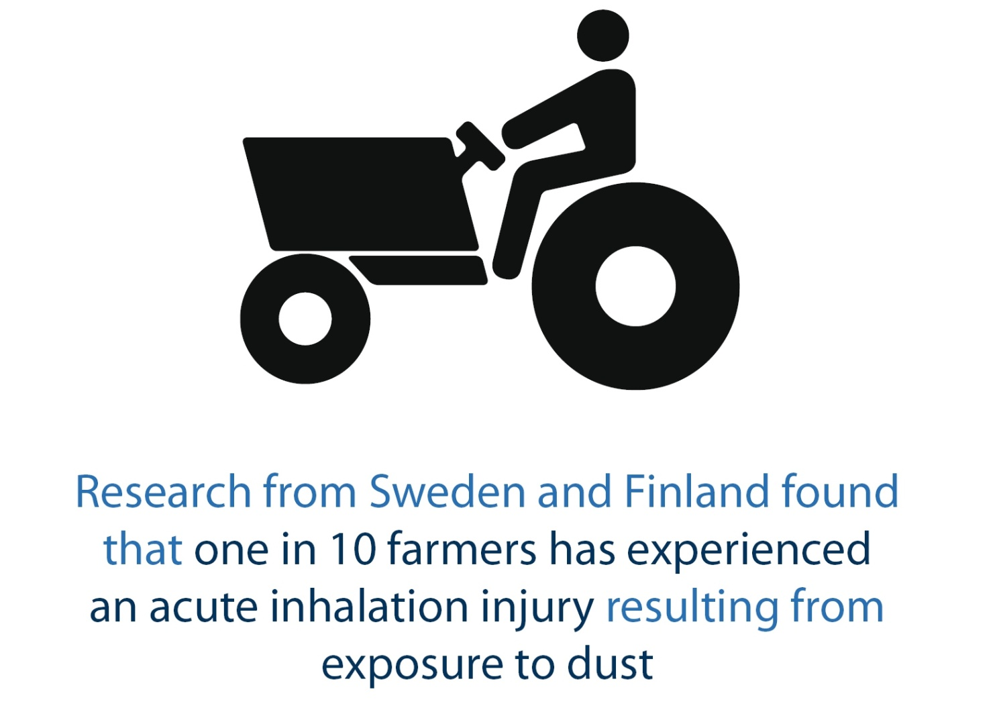 Research from Sweden and Finland found
that one in 10 farmers has experienced
an acute inhalation injury resulting from
exposure to dust